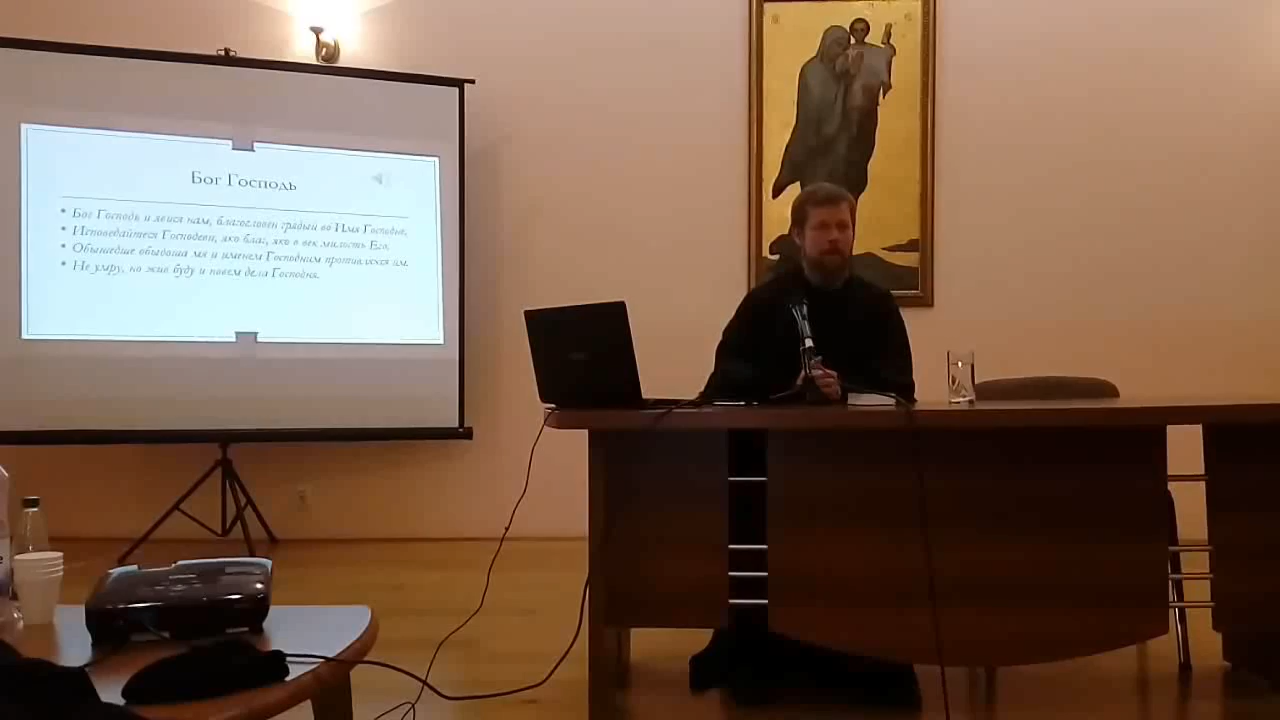 Бог Господь
• Бог Господь и явися нам, благословен грядый во Имя Господне.
• Исповедайтеся Господеви, яко благ, яко в век милость Его.
• Обышедше обыдоша мя и именем Господним противляхся им.
• Не умру, но жив буду и повем дела Господня.